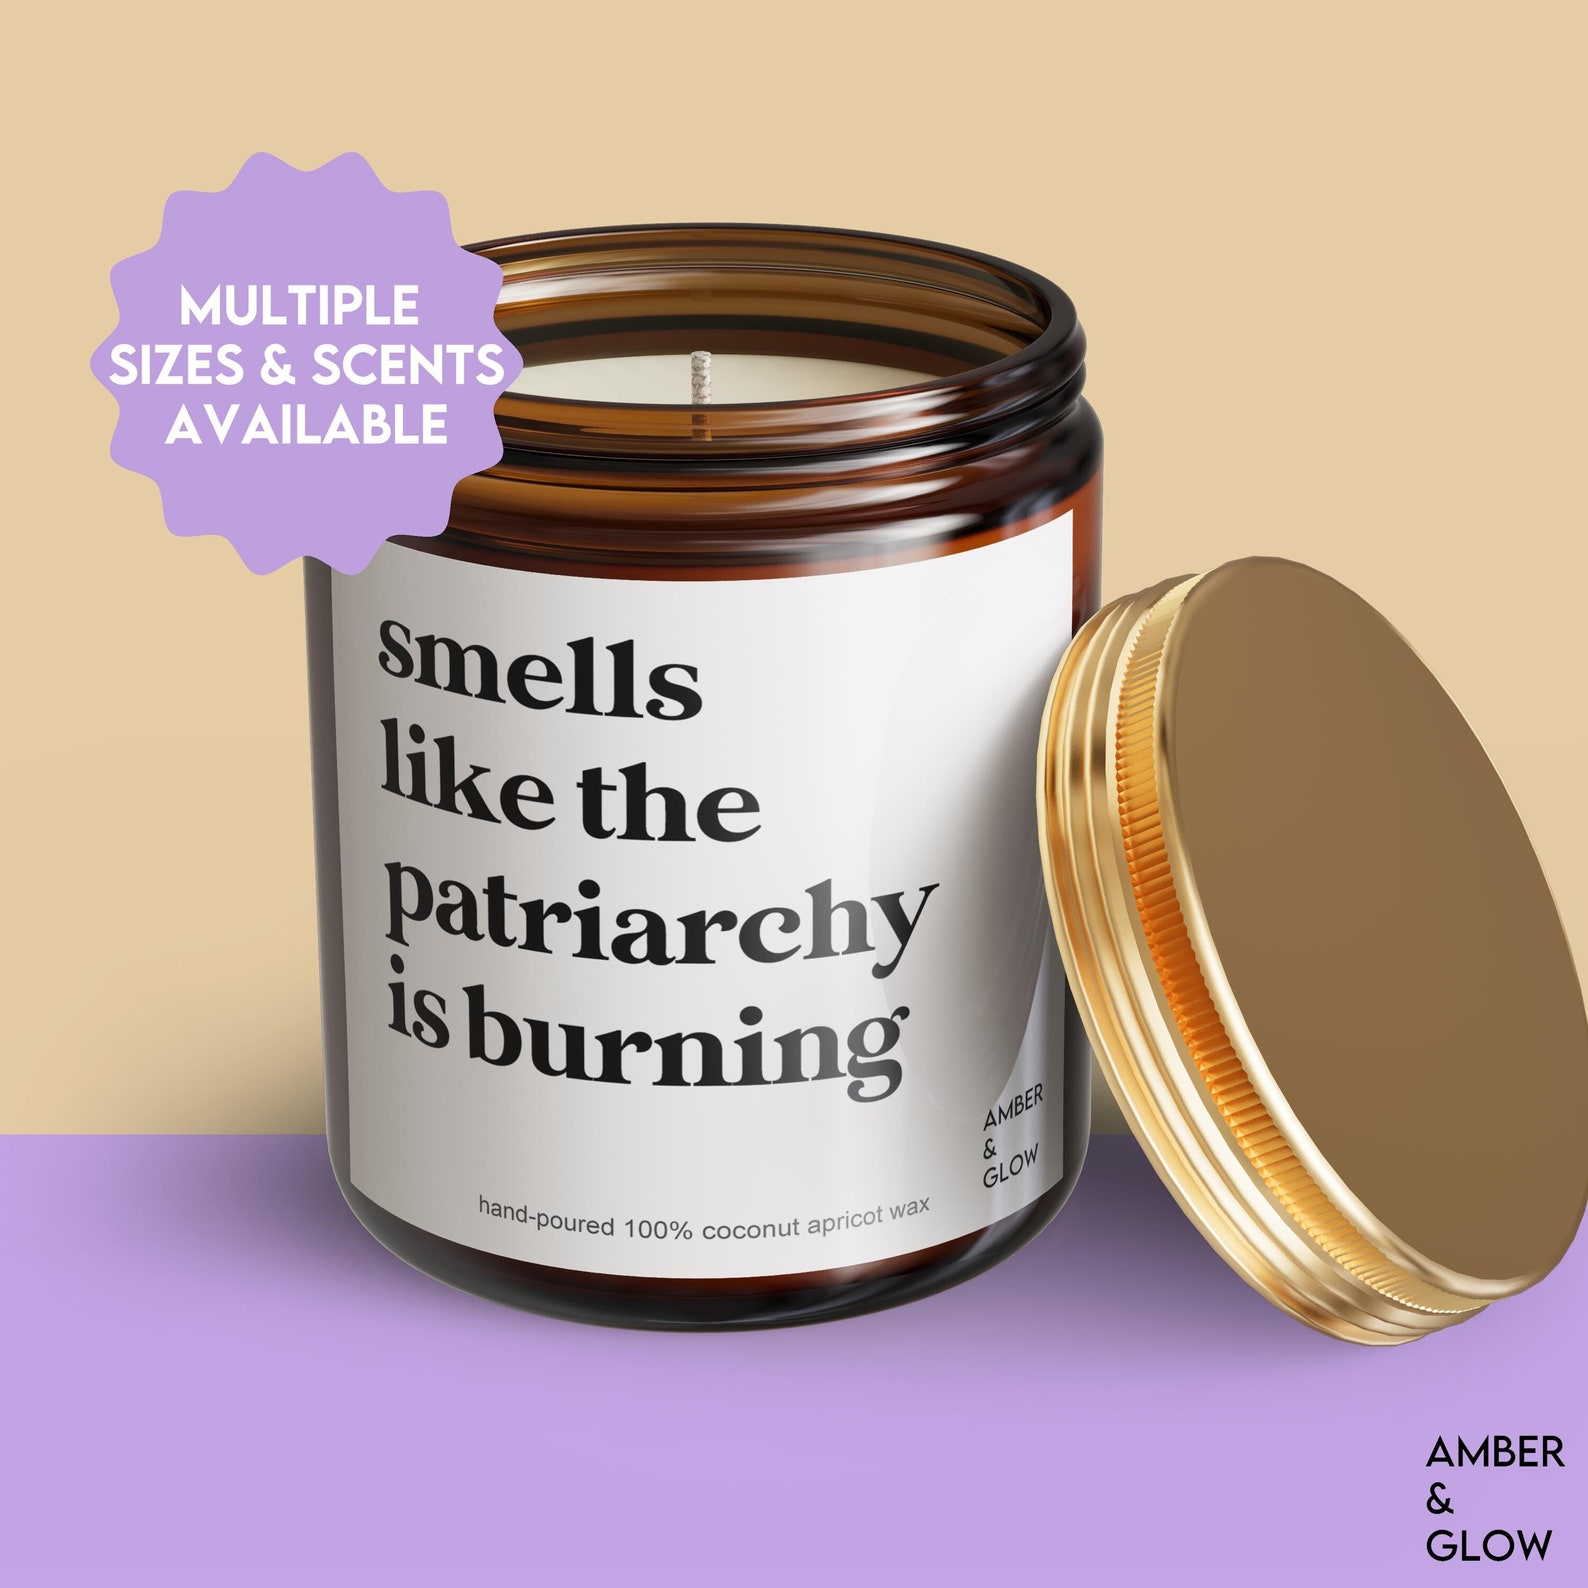 MULTIPLE
SIZES & SCENTS
AVAILABLE
smells
like the
patriarchy
is burning
AMBER
&
GLOW
hand-poured 100% coconut apricot wax
AMBER
&
GLOW